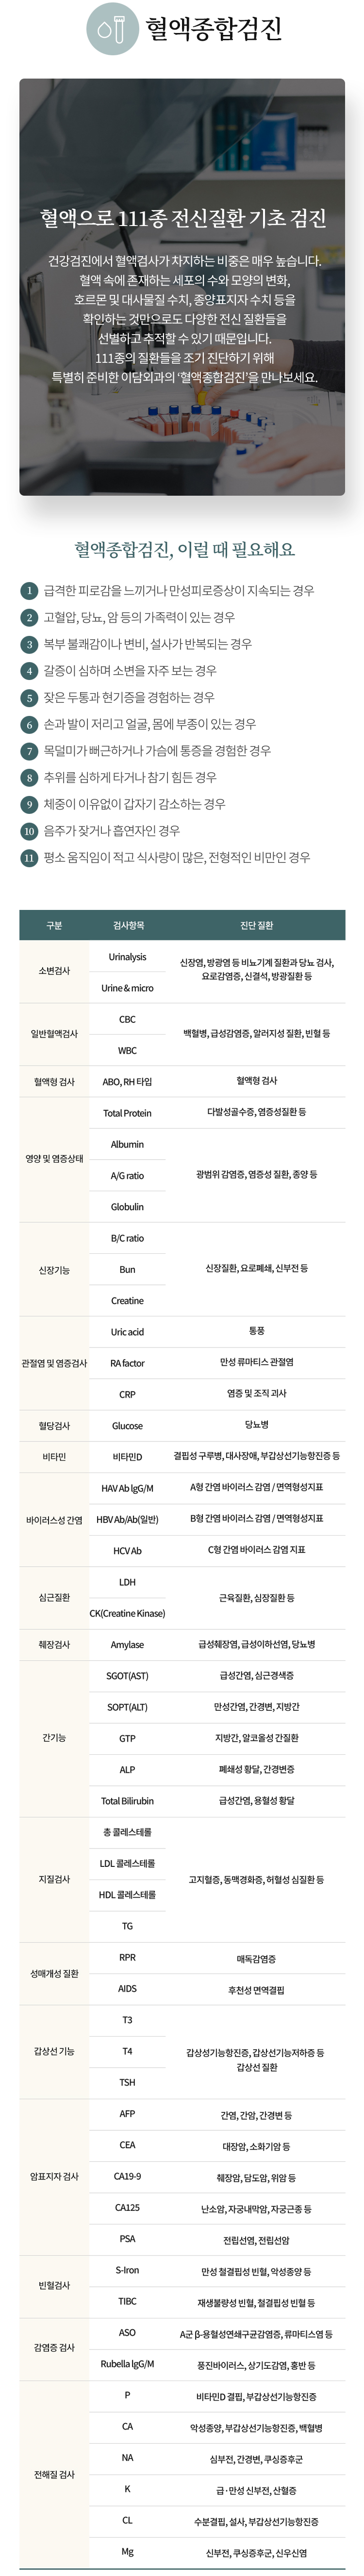 혈액종합검진
혈액으로 111종 전신질환 기초 검진
건강검진에서 혈액검사가 차지하는 비중은 매우 높습니다.
혈액 속에 존재하는 세포의 수와 모양의 변화,
호르몬 및 대사물질 수치, 종양표지자 수치 등을
확인하는 것만으로도 다양한 전신 질환들을
선별하고 추적할 수 있기 때문입니다.
111종의 질환들을 조기 진단하기 위해
특별히 준비한 이담외과의 ‘혈액종합검진’을 만나보세요.
혈액종합검진, 이럴 때 필요해요
1 급격한 피로감을 느끼거나 만성피로증상이 지속되는 경우
2 고혈압, 당뇨, 암 등의 가족력이 있는 경우
3 복부 불쾌감이나 변비, 설사가 반복되는 경우
4 갈증이 심하며 소변을 자주 보는 경우
5 잦은 두통과 현기증을 경험하는 경우
6 손과 발이 저리고 얼굴, 몸에 부종이 있는 경우
7 목덜미가 뻐근하거나 가슴에 통증을 경험한 경우
8 추위를 심하게 타거나 참기 힘든 경우
9 체중이 이유없이 갑자기 감소하는 경우
10 음주가 잦거나 흡연자인 경우
11 평소 움직임이 적고 식사량이 많은, 전형적인 비만인 경우
구분 검사항목 진단 질환
소변검사
Urinalysis
Urine & micro
신장염, 방광염 등 비뇨기계 질환과 당뇨 검사,
요로감염증, 신결석, 방광질환 등
일반혈액검사
CBC
WBC
백혈병, 급성감염증, 알러지성 질환, 빈혈 등
혈액형 검사 ABO, RH 타입 혈액형 검사
영양 및 염증상태
Total Protein 다발성골수증, 염증성질환 등
Albumin
A/G ratio
Globulin
광범위 감염증, 염증성 질환, 종양 등
신장기능
B/C ratio
Bun
Creatine
신장질환, 요로폐쇄, 신부전 등
관절염 및 염증검사
Uric acid 통풍
RA factor 만성 류마티스 관절염
CRP 염증 및 조직 괴사
혈당검사 Glucose 당뇨병
비타민 비타민D 결핍성 구루병, 대사장애, 부갑상선기능항진증 등
바이러스성 간염
HAV Ab lgG/M A형 간염 바이러스 감염 / 면역형성지표
HBV Ab/Ab(일반) B형 간염 바이러스 감염 / 면역형성지표
HCV Ab C형 간염 바이러스 감염 지표
심근질환
LDH
CK(Creatine Kinase)
근육질환, 심장질환 등
췌장검사 Amylase 급성췌장염, 급성이하선염, 당뇨병
간기능
SGOT(AST) 급성간염, 심근경색증
SOPT(ALT) 만성간염, 간경변, 지방간
GTP 지방간, 알코올성 간질환
ALP 폐쇄성 황달, 간경변증
Total Bilirubin 급성간염, 용혈성 황달
지질검사
총 콜레스테롤
LDL 콜레스테롤
HDL 콜레스테롤
TG
고지혈증, 동맥경화증, 허혈성 심질환 등
성매개성 질환
RPR 매독감염증
AIDS 후천성 면역결핍
갑상선 기능
T3
T4
TSH
갑상성기능항진증, 갑상선기능저하증 등
갑상선 질환
암표지자 검사
AFP 간염, 간암, 간경변 등
CEA 대장암, 소화기암 등
CA19-9 췌장암, 담도암, 위암 등
CA125 난소암, 자궁내막암, 자궁근종 등
PSA 전립선염, 전립선암
빈혈검사
S-Iron 만성 철결핍성 빈혈, 악성종양 등
TIBC 재생불량성 빈혈, 철결핍성 빈혈 등
감염증 검사
ASO A군 β-용혈성연쇄구균감염증, 류마티스염 등
Rubella lgG/M 풍진바이러스, 상기도감염, 홍반 등
전해질 검사
P 비타민D 결핍, 부갑상선기능항진증
CA 악성종양, 부갑상선기능항진증, 백혈병
NA 심부전, 간경변, 쿠싱증후군
K 급·만성 신부전, 산혈증
CL 수분결핍, 설사, 부갑상선기능항진증
Mg 신부전, 쿠싱증후군, 신우신염